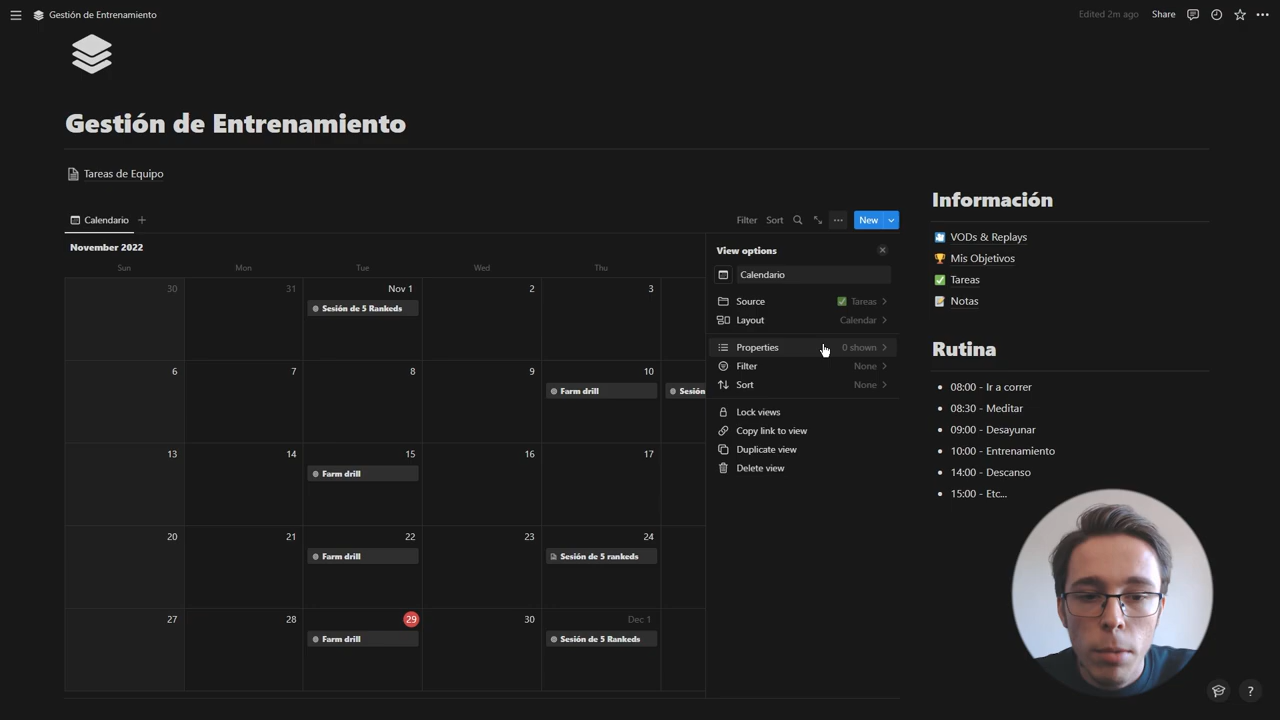 Gestión de Entrenamiento
Edited 2m ago
Share
Gestión de Entrenamiento
Tareas de Equipo
Calendario
Filter
Sort
New
November 2022
Sun
Mon
Tue
Wed
Thu
30
31
Nov 1
2
3
Sesión de 5 Rankeds
6
7
8
9
10
Farm drill
Sesión
13
14
15
16
17
Farm drill
20
21
22
23
24
Farm drill
Sesión de 5 rankeds
27
28
29
30
Dec 1
Farm drill
Sesión de 5 Rankeds
View options
Calendario
Source
Tareas
Layout
Calendar
Properties
0 shown
Filter
None
Sort
None
Lock views
Copy link to view
Duplicate view
Delete view
Información
VODs & Replays
Mis Objetivos
Tareas
Notas
Rutina
08:00 - Ir a correr
08:30 - Meditar
09:00 - Desayunar
10:00 - Entrenamiento
14:00 - Descanso
15:00 - Etc...
?